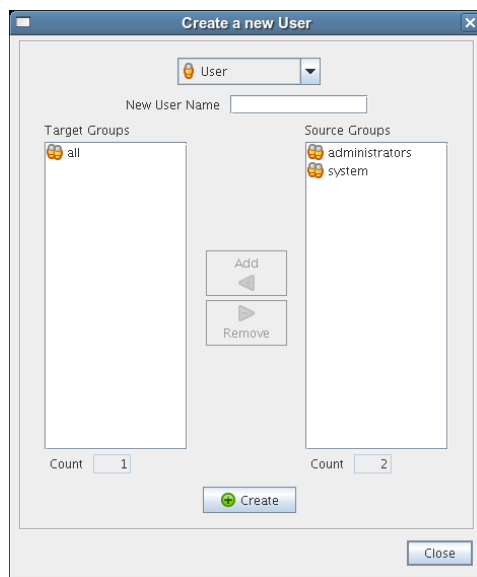 Create a new User
User
New User Name
Target Groups
all
Count 1
Add
Remove
Source Groups
administrators
system
Count 2
Create
Close